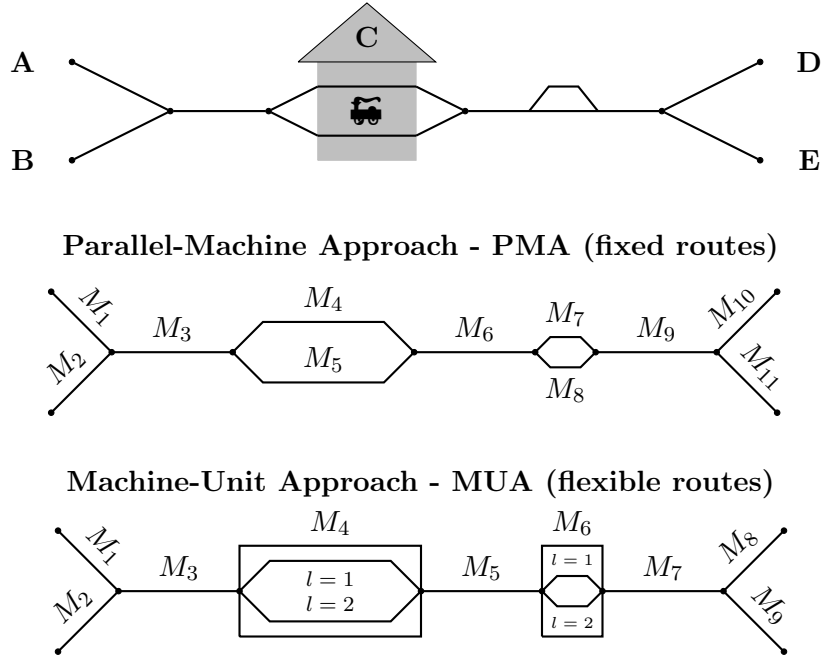 C
A
D
B
E
Parallel-Machine Approach - PMA (fixed routes)
M₁
M₂
M₃
M₄
M₅
M₆
M₇
M₈
M₉
M₁₀
M₁₁
Machine-Unit Approach - MUA (flexible routes)
M₁
M₂
M₃
M₄
l = 1
l = 2
M₅
M₆
l = 1
l = 2
M₇
M₈
M₉